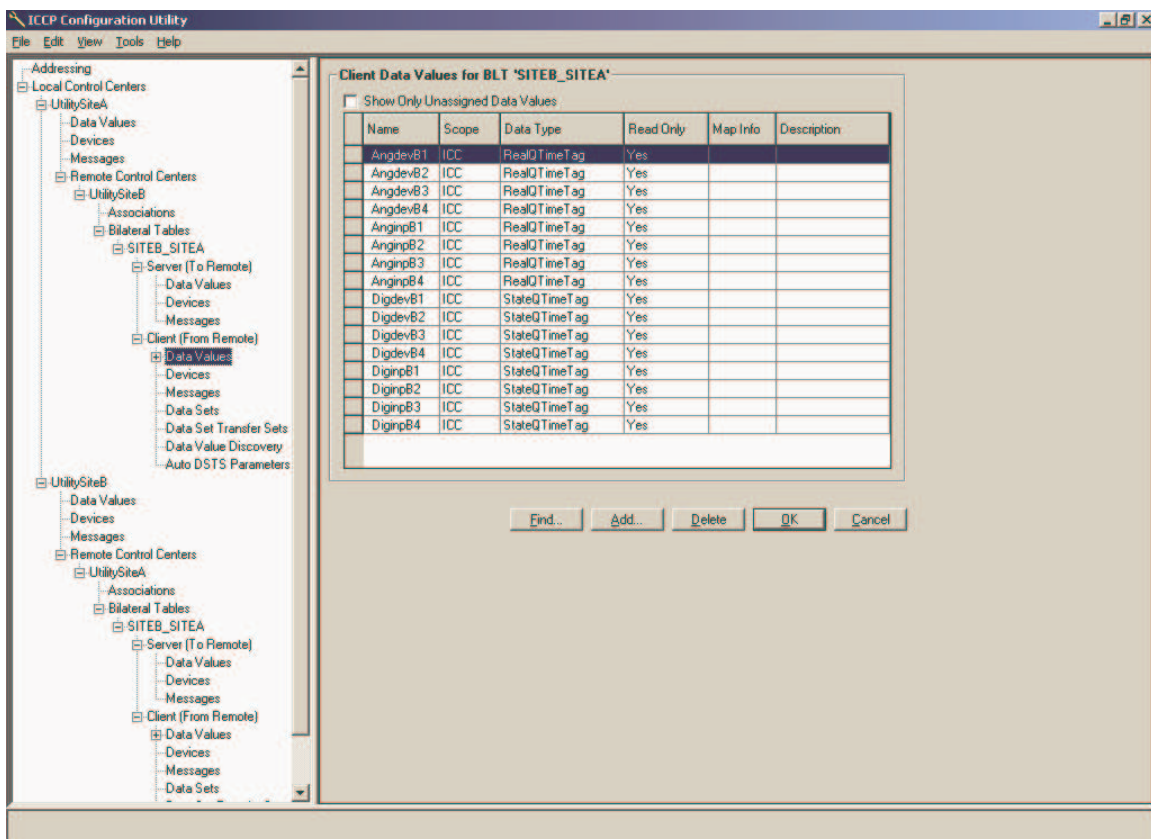 ICCP Configuration Utility
File Edit View Tools Help
Addressing
Local Control Centers
UtilitySiteA
Data Values
Devices
Messages
Remote Control Centers
UtilitySiteB
Associations
Bilateral Tables
SITEB_SITEA
Server (To Remote)
Data Values
Devices
Messages
Client (From Remote)
Data Values
Devices
Messages
Data Sets
Data Set Transfer Sets
Data Value Discovery
Auto DSTS Parameters
UtilitySiteB
Data Values
Devices
Messages
Remote Control Centers
UtilitySiteA
Associations
Bilateral Tables
SITEB_SITEA
Server (To Remote)
Data Values
Devices
Messages
Client (From Remote)
Data Values
Devices
Messages
Data Sets
Client Data Values for BLT 'SITEB_SITEA'
Show Only Unassigned Data Values
Name Scope Data Type Read Only Map Info Description
AngdevB1 ICC RealQTimeTag Yes
AngdevB2 ICC RealQTimeTag Yes
AngdevB3 ICC RealQTimeTag Yes
AngdevB4 ICC RealQTimeTag Yes
AnginpB1 ICC RealQTimeTag Yes
AnginpB2 ICC RealQTimeTag Yes
AnginpB3 ICC RealQTimeTag Yes
AnginpB4 ICC RealQTimeTag Yes
DigdevB1 ICC StateQTimeTag Yes
DigdevB2 ICC StateQTimeTag Yes
DigdevB3 ICC StateQTimeTag Yes
DigdevB4 ICC StateQTimeTag Yes
DiginpB1 ICC StateQTimeTag Yes
DiginpB2 ICC StateQTimeTag Yes
DiginpB3 ICC StateQTimeTag Yes
DiginpB4 ICC StateQTimeTag Yes
Find... Add... Delete OK Cancel